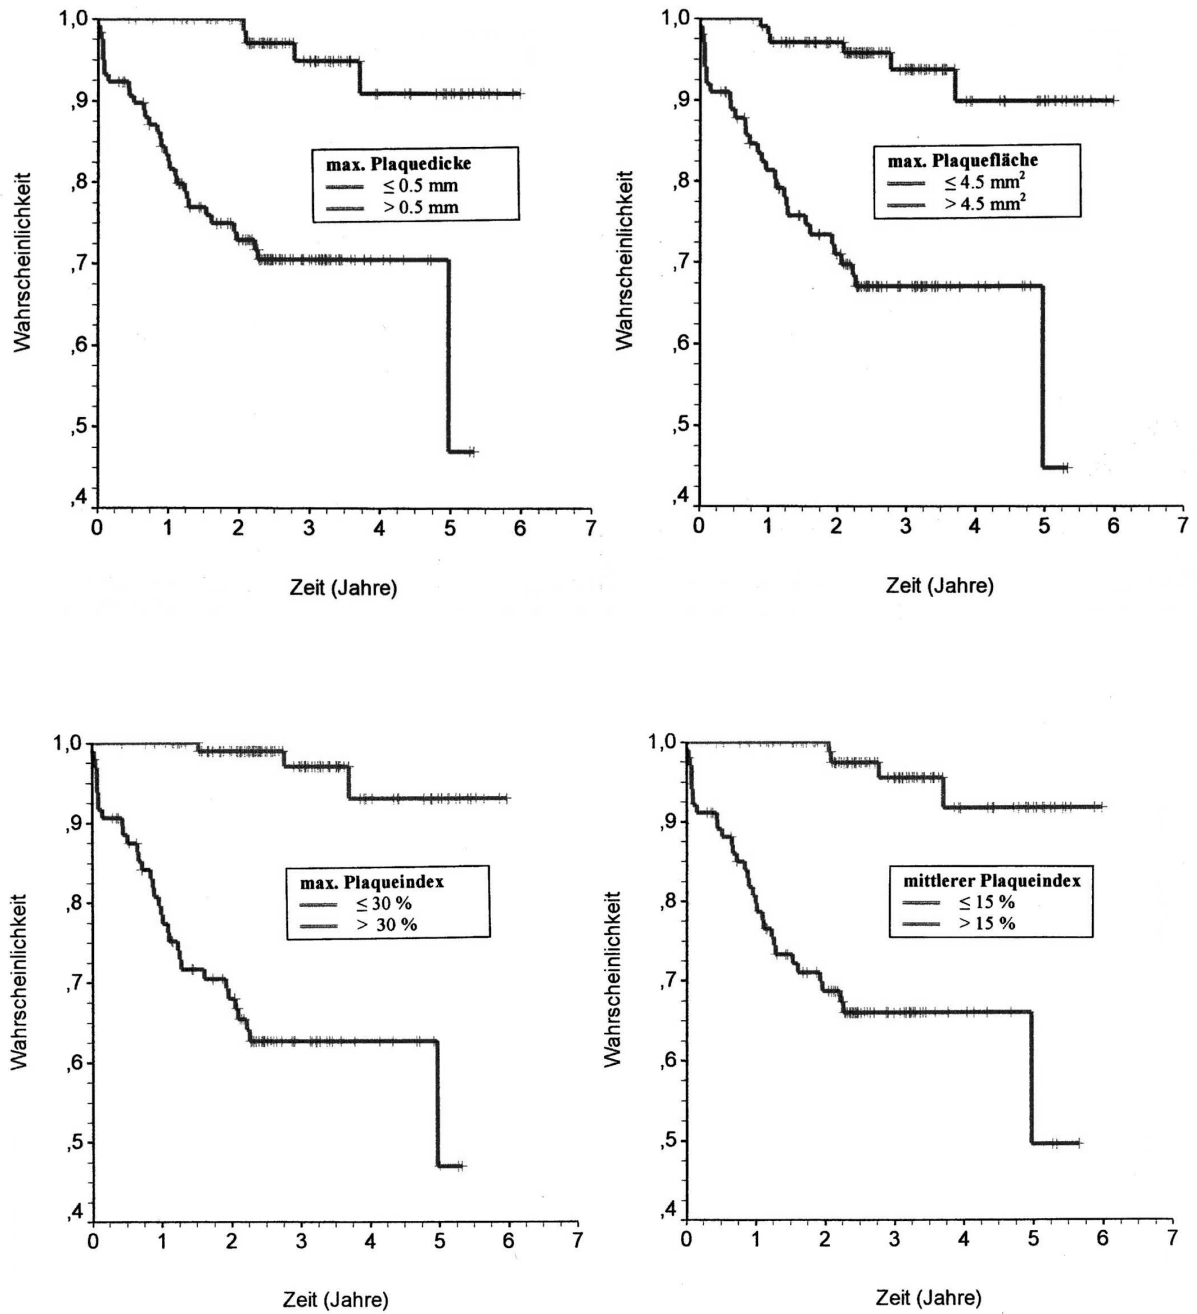 1,0
,9
,8
,7
,6
,5
,4
Wahrscheinlichkeit
max. Plaquedicke
≤ 0.5 mm
> 0.5 mm
0 1 2 3 4 5 6 7
Zeit (Jahre)
1,0
,9
,8
,7
,6
,5
,4
Wahrscheinlichkeit
max. Plaquefläche
≤ 4.5 mm²
> 4.5 mm²
0 1 2 3 4 5 6 7
Zeit (Jahre)
1,0
,9
,8
,7
,6
,5
,4
Wahrscheinlichkeit
max. Plaqueindex
≤ 30 %
> 30 %
0 1 2 3 4 5 6 7
Zeit (Jahre)
1,0
,9
,8
,7
,6
,5
,4
Wahrscheinlichkeit
mittlerer Plaqueindex
≤ 15 %
> 15 %
0 1 2 3 4 5 6 7
Zeit (Jahre)